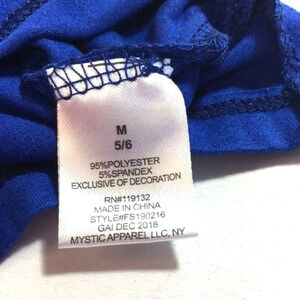 M
5/6
95%POLYESTER
5%SPANDEX
EXCLUSIVE OF DECORATION
RN#119132
MADE IN CHINA
STYLE#FS190216
GAI DEC 2018
MYSTIC APPAREL LLC, NY